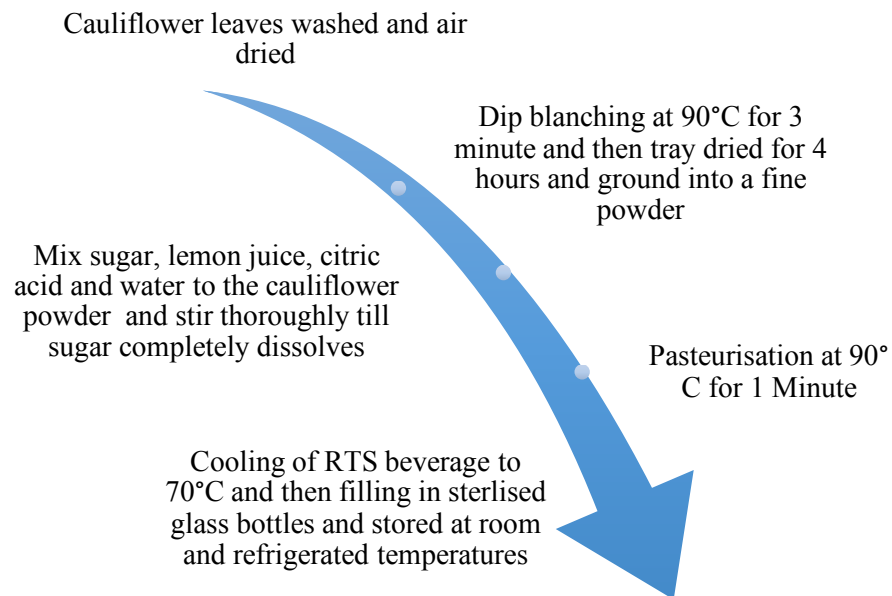 Cauliflower leaves washed and air
dried
Dip blanching at 90°C for 3
minute and then tray dried for 4
hours and ground into a fine
powder
Mix sugar, lemon juice, citric
acid and water to the cauliflower
powder and stir thoroughly till
sugar completely dissolves
Pasteurisation at 90°
C for 1 Minute
Cooling of RTS beverage to
70°C and then filling in sterlised
glass bottles and stored at room
and refrigerated temperatures